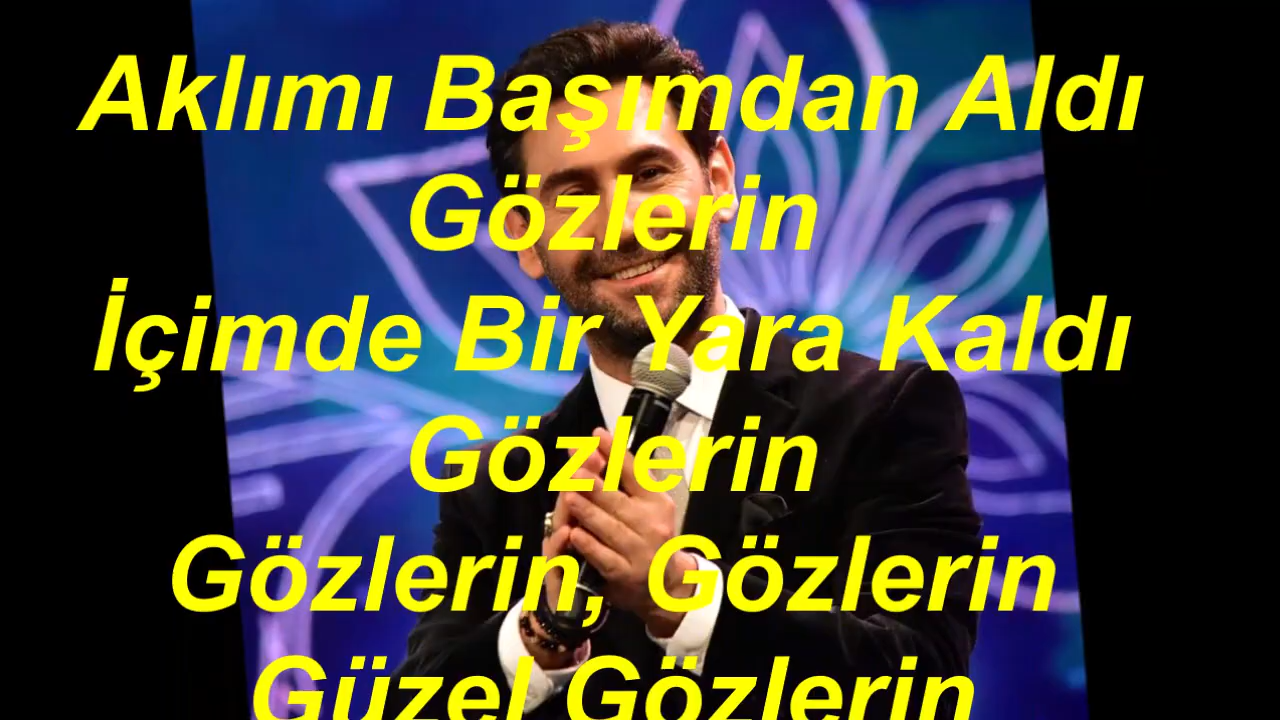 Aklımı Başımdan Aldı
Gözlerin
İçimde Bir Yara Kaldı
Gözlerin
Gözlerin, Gözlerin
Güzel Gözlerin